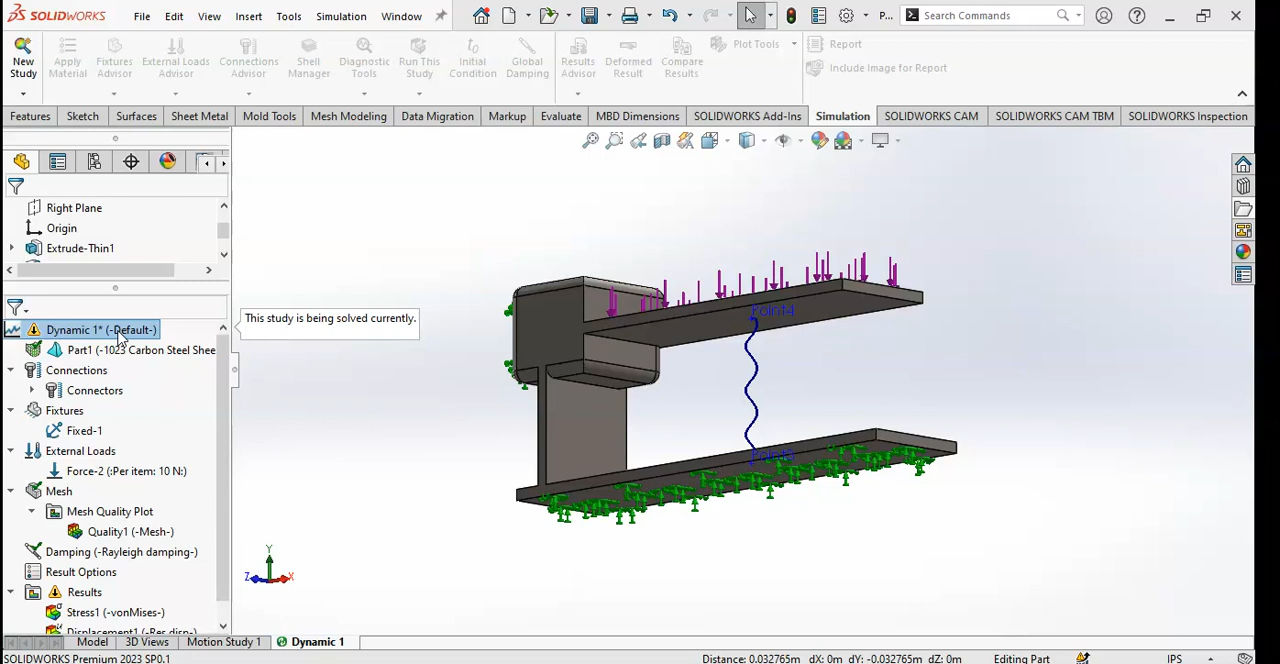 SOLIDWORKS File Edit View Insert Tools Simulation Window P... Search Commands
New Study
Apply Material
Fixtures Advisor
External Loads Advisor
Connections Advisor
Shell Manager
Diagnostic Tools
Run This Study
Initial Condition
Global Damping
Results Advisor
Deformed Result
Compare Results
Plot Tools
Report
Include Image for Report
Features Sketch Surfaces Sheet Metal Mold Tools Mesh Modeling Data Migration Markup Evaluate MBD Dimensions SOLIDWORKS Add-Ins Simulation SOLIDWORKS CAM SOLIDWORKS CAM TBM SOLIDWORKS Inspection
Right Plane
Origin
Extrude-Thin1
Dynamic 1* (-Default-)
This study is being solved currently.
Part1 (-1023 Carbon Steel Shee
Connections
Connectors
Fixtures
Fixed-1
External Loads
Force-2 (:Per item: 10 N:)
Mesh
Mesh Quality Plot
Quality1 (-Mesh-)
Damping (-Rayleigh damping-)
Result Options
Results
Stress1 (-vonMises-)
Displacement1 (-Res disp-)
Point4
Point3
Y
Z
X
Model 3D Views Motion Study 1 Dynamic 1
SOLIDWORKS Premium 2023 SP0.1 Distance: 0.032765m dX: 0m dY: -0.032765m dZ: 0m Editing Part IPS